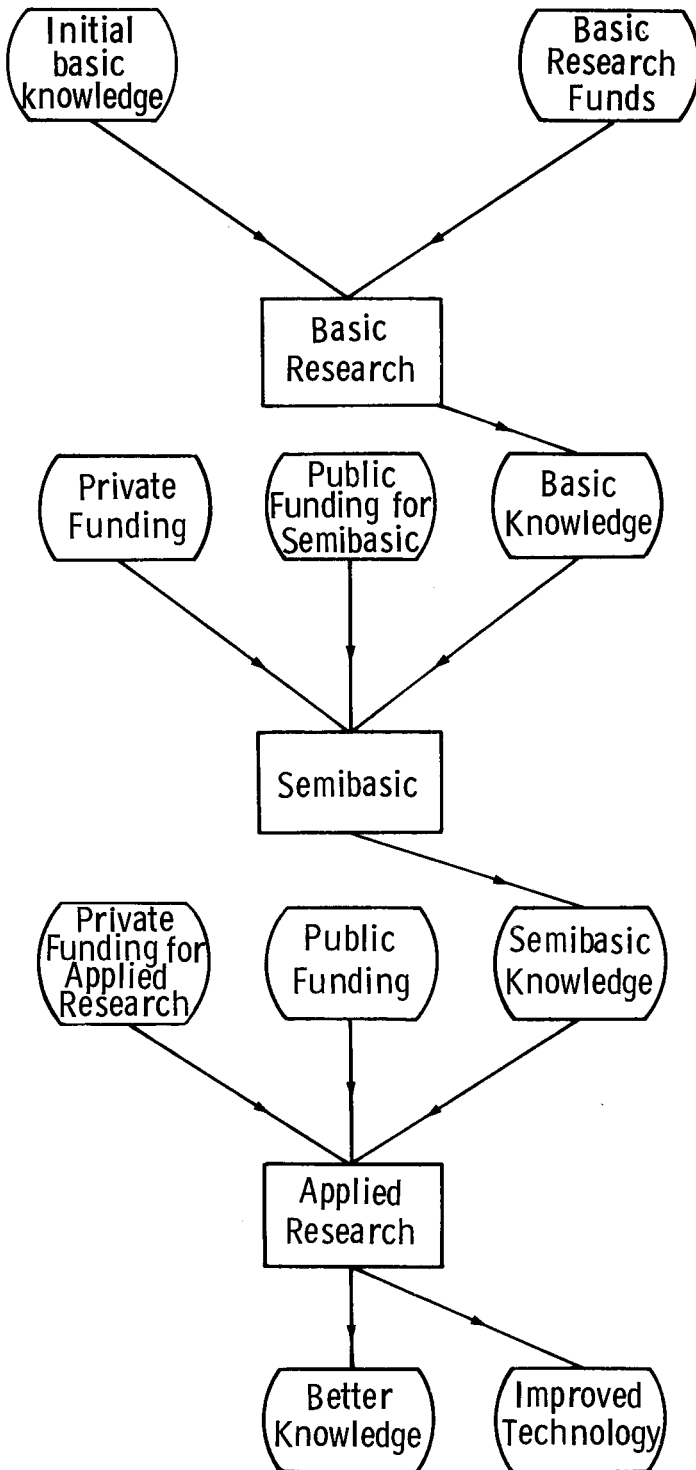 Initial
basic
knowledge
Basic
Research
Funds
Basic
Research
Private
Funding
Public
Funding for
Semibasic
Basic
Knowledge
Semibasic
Private
Funding for
Applied
Research
Public
Funding
Semibasic
Knowledge
Applied
Research
Better
Knowledge
Improved
Technology